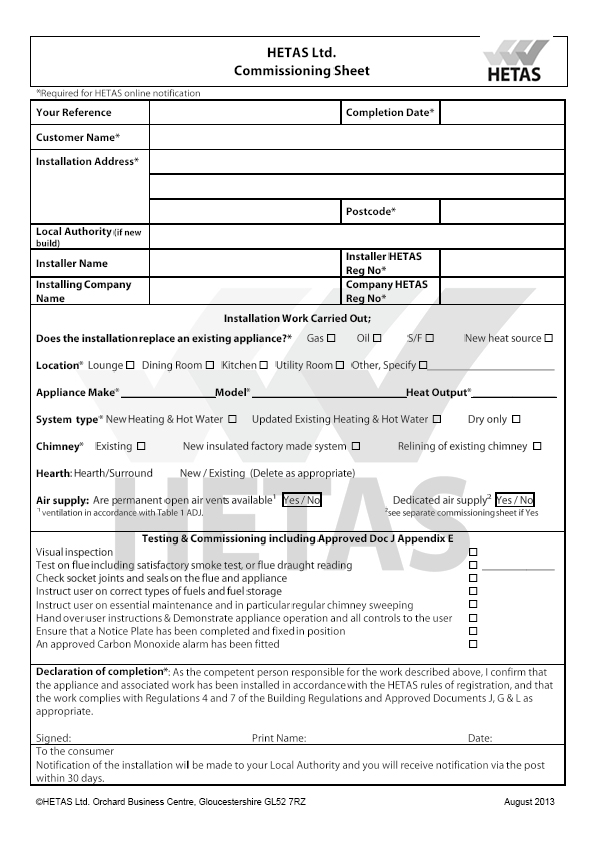 HETAS Ltd.
Commissioning Sheet
HETAS
*Required for HETAS online notification
Your Reference Completion Date*
Customer Name*
Installation Address*
Postcode*
Local Authority (if new
build)
Installer Name Installer HETAS
Reg No*
Installing Company
Name Company HETAS
Reg No*
Installation Work Carried Out;
Does the installation replace an existing appliance?* Gas ☐ Oil ☐ S/F ☐ New heat source ☐
Location* Lounge ☐ Dining Room ☐ Kitchen ☐ Utility Room ☐ Other, Specify ☐
Appliance Make* Model* Heat Output*
System type* New Heating & Hot Water ☐ Updated Existing Heating & Hot Water ☐ Dry only ☐
Chimney* Existing ☐ New insulated factory made system ☐ Relining of existing chimney ☐
Hearth: Hearth/Surround New / Existing (Delete as appropriate)
Air supply: Are permanent open air vents available¹ Yes / No Dedicated air supply² Yes / No
¹ ventilation in accordance with Table 1 ADJ. ²see separate commissioning sheet if Yes
HETAS
Testing & Commissioning including Approved Doc J Appendix E
Visual inspection ☐
Test on flue including satisfactory smoke test, or flue draught reading ☐
Check socket joints and seals on the flue and appliance ☐
Instruct user on correct types of fuels and fuel storage ☐
Instruct user on essential maintenance and in particular regular chimney sweeping ☐
Hand over user instructions & Demonstrate appliance operation and all controls to the user ☐
Ensure that a Notice Plate has been completed and fixed in position ☐
An approved Carbon Monoxide alarm has been fitted ☐
Declaration of completion*: As the competent person responsible for the work described above, I confirm that
the appliance and associated work has been installed in accordance with the HETAS rules of registration, and that
the work complies with Regulations 4 and 7 of the Building Regulations and Approved Documents J, G & L as
appropriate.
Signed: Print Name: Date:
To the consumer
Notification of the installation will be made to your Local Authority and you will receive notification via the post
within 30 days.
©HETAS Ltd. Orchard Business Centre, Gloucestershire GL52 7RZ August 2013